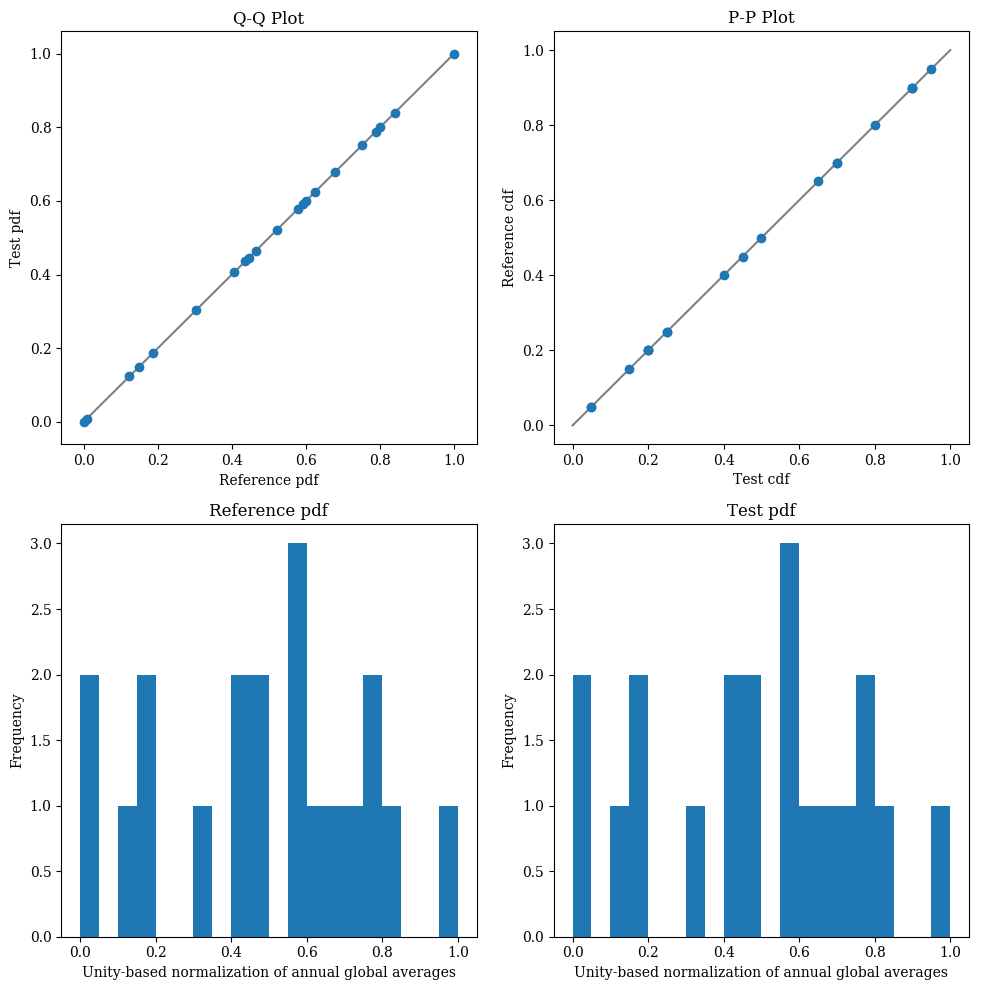 Q-Q Plot
1.0
0.8
0.6
0.4
0.2
0.0
Test pdf
0.0 0.2 0.4 0.6 0.8 1.0
Reference pdf
P-P Plot
1.0
0.8
0.6
0.4
0.2
0.0
Reference cdf
0.0 0.2 0.4 0.6 0.8 1.0
Test cdf
Reference pdf
3.0
2.5
2.0
1.5
1.0
0.5
0.0
Frequency
0.0 0.2 0.4 0.6 0.8 1.0
Unity-based normalization of annual global averages
Test pdf
3.0
2.5
2.0
1.5
1.0
0.5
0.0
Frequency
0.0 0.2 0.4 0.6 0.8 1.0
Unity-based normalization of annual global averages